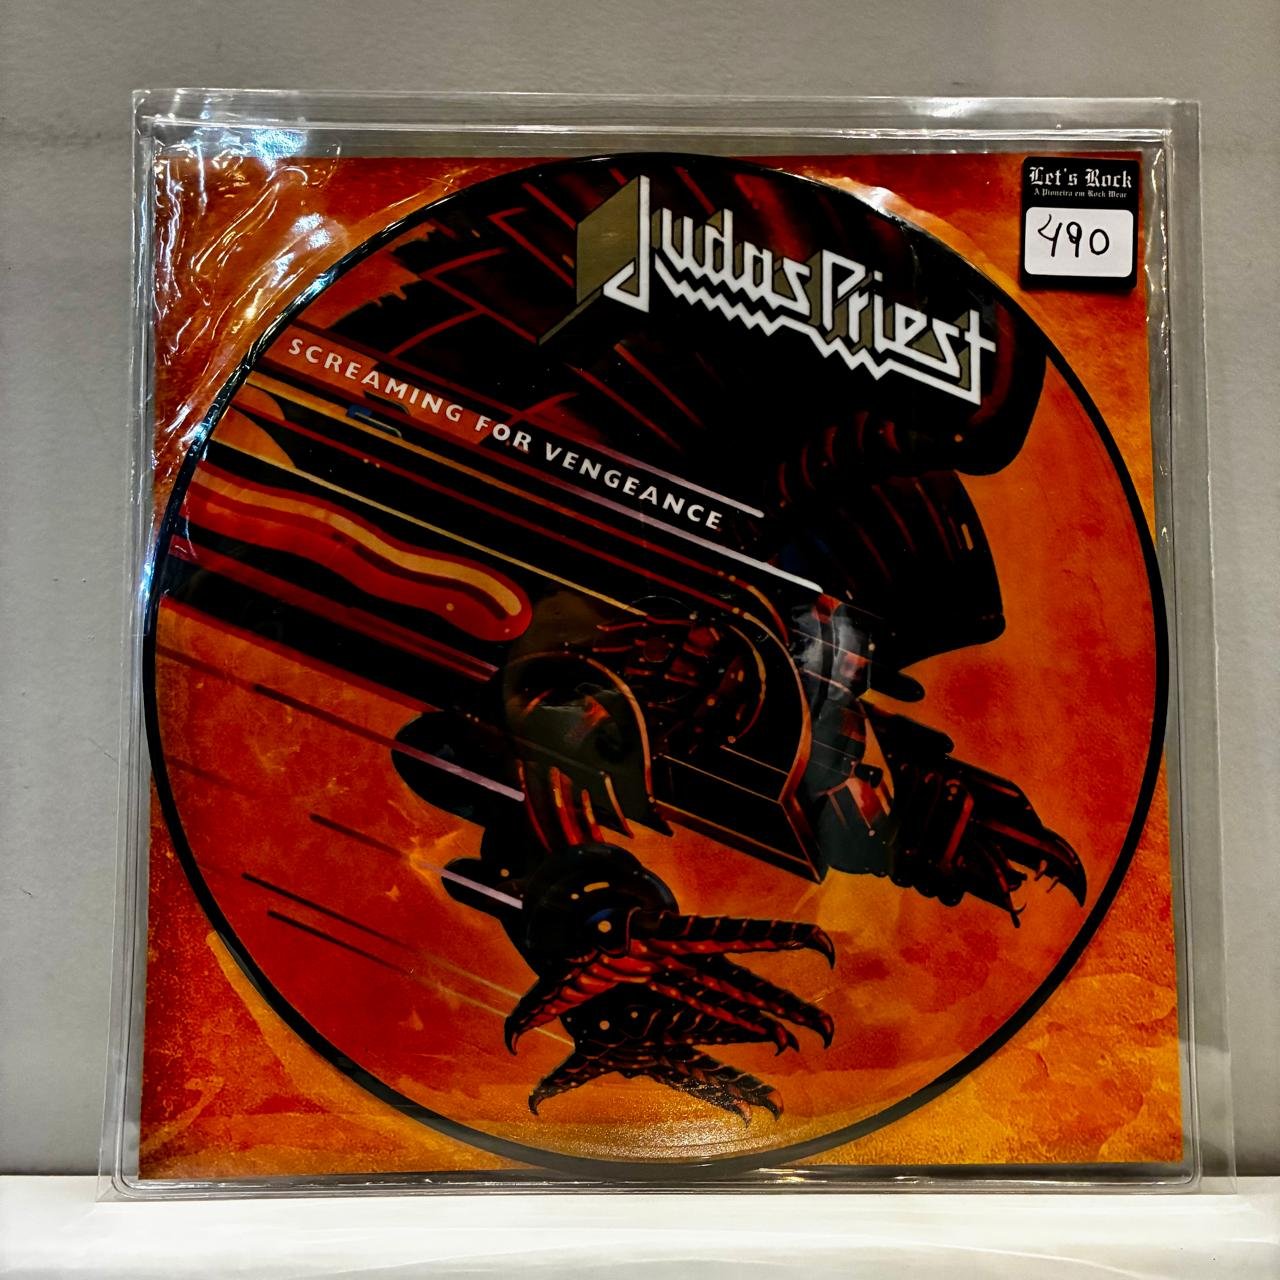 Let's Rock
A Pioneira em Rock Wear
490
Judas Priest
SCREAMING FOR VENGEANCE